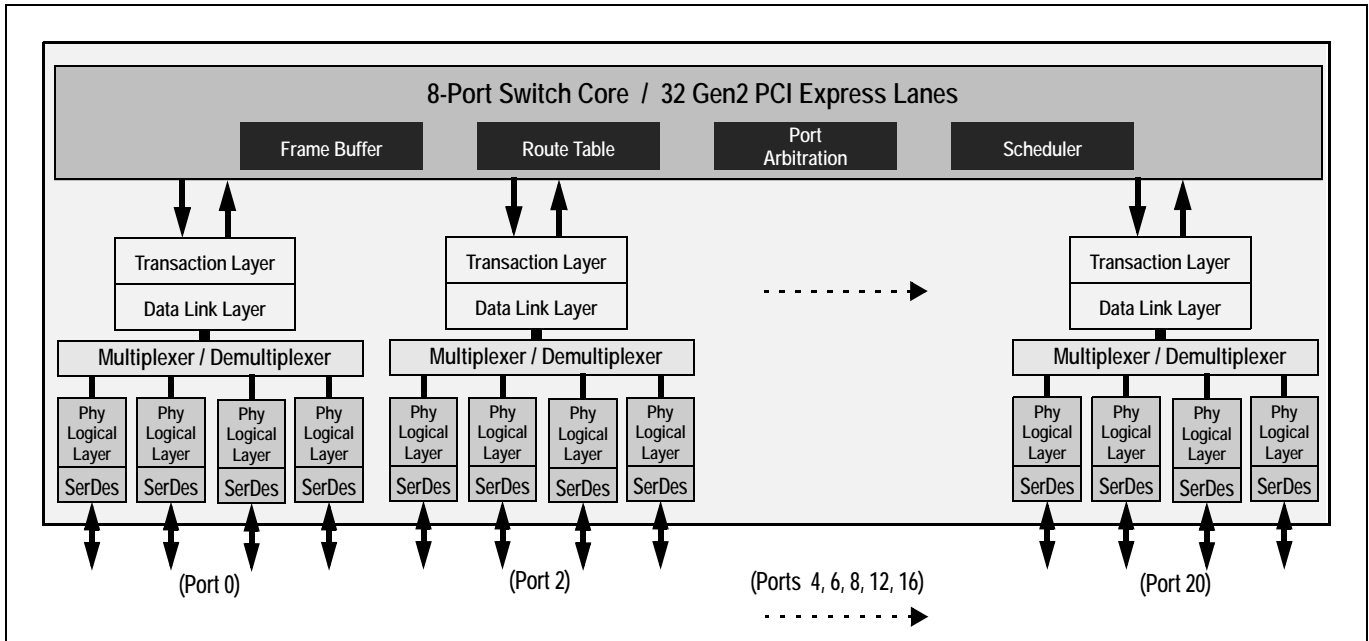 8-Port Switch Core / 32 Gen2 PCI Express Lanes
Frame Buffer
Route Table
Port
Arbitration
Scheduler
Transaction Layer
Data Link Layer
Multiplexer / Demultiplexer
Phy
Logical
Layer
SerDes
Phy
Logical
Layer
SerDes
Phy
Logical
Layer
SerDes
Phy
Logical
Layer
SerDes
(Port 0)
Transaction Layer
Data Link Layer
Multiplexer / Demultiplexer
Phy
Logical
Layer
SerDes
Phy
Logical
Layer
SerDes
Phy
Logical
Layer
SerDes
Phy
Logical
Layer
SerDes
(Port 2)
(Ports 4, 6, 8, 12, 16)
Transaction Layer
Data Link Layer
Multiplexer / Demultiplexer
Phy
Logical
Layer
SerDes
Phy
Logical
Layer
SerDes
Phy
Logical
Layer
SerDes
Phy
Logical
Layer
SerDes
(Port 20)